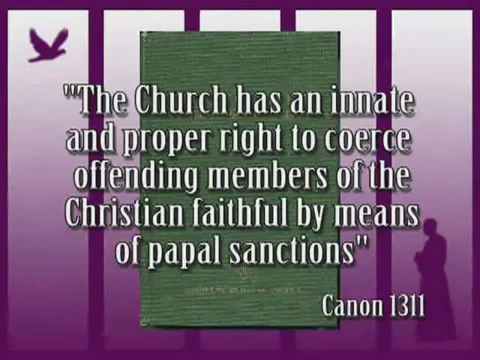 "The Church has an innate
and proper right to coerce
offending members of the
Christian faithful by means
of papal sanctions"
Canon 1311